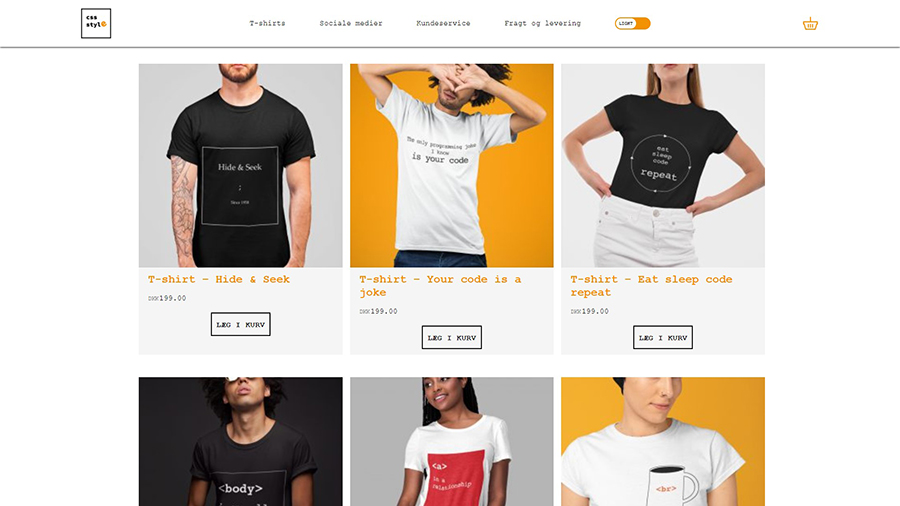 css
style
T-shirts
Sociale medier
Kundeservice
Fragt og levering
LIGHT
Hide & Seek
;
Since 1958
The only programming joke
I know
is your code
eat
sleep
code
repeat
T-shirt – Hide & Seek
DKK199.00
LÆG I KURV
T-shirt – Your code is a
joke
DKK199.00
LÆG I KURV
T-shirt – Eat sleep code
repeat
DKK199.00
LÆG I KURV
<body>
<a>
in a
relationship
<br>